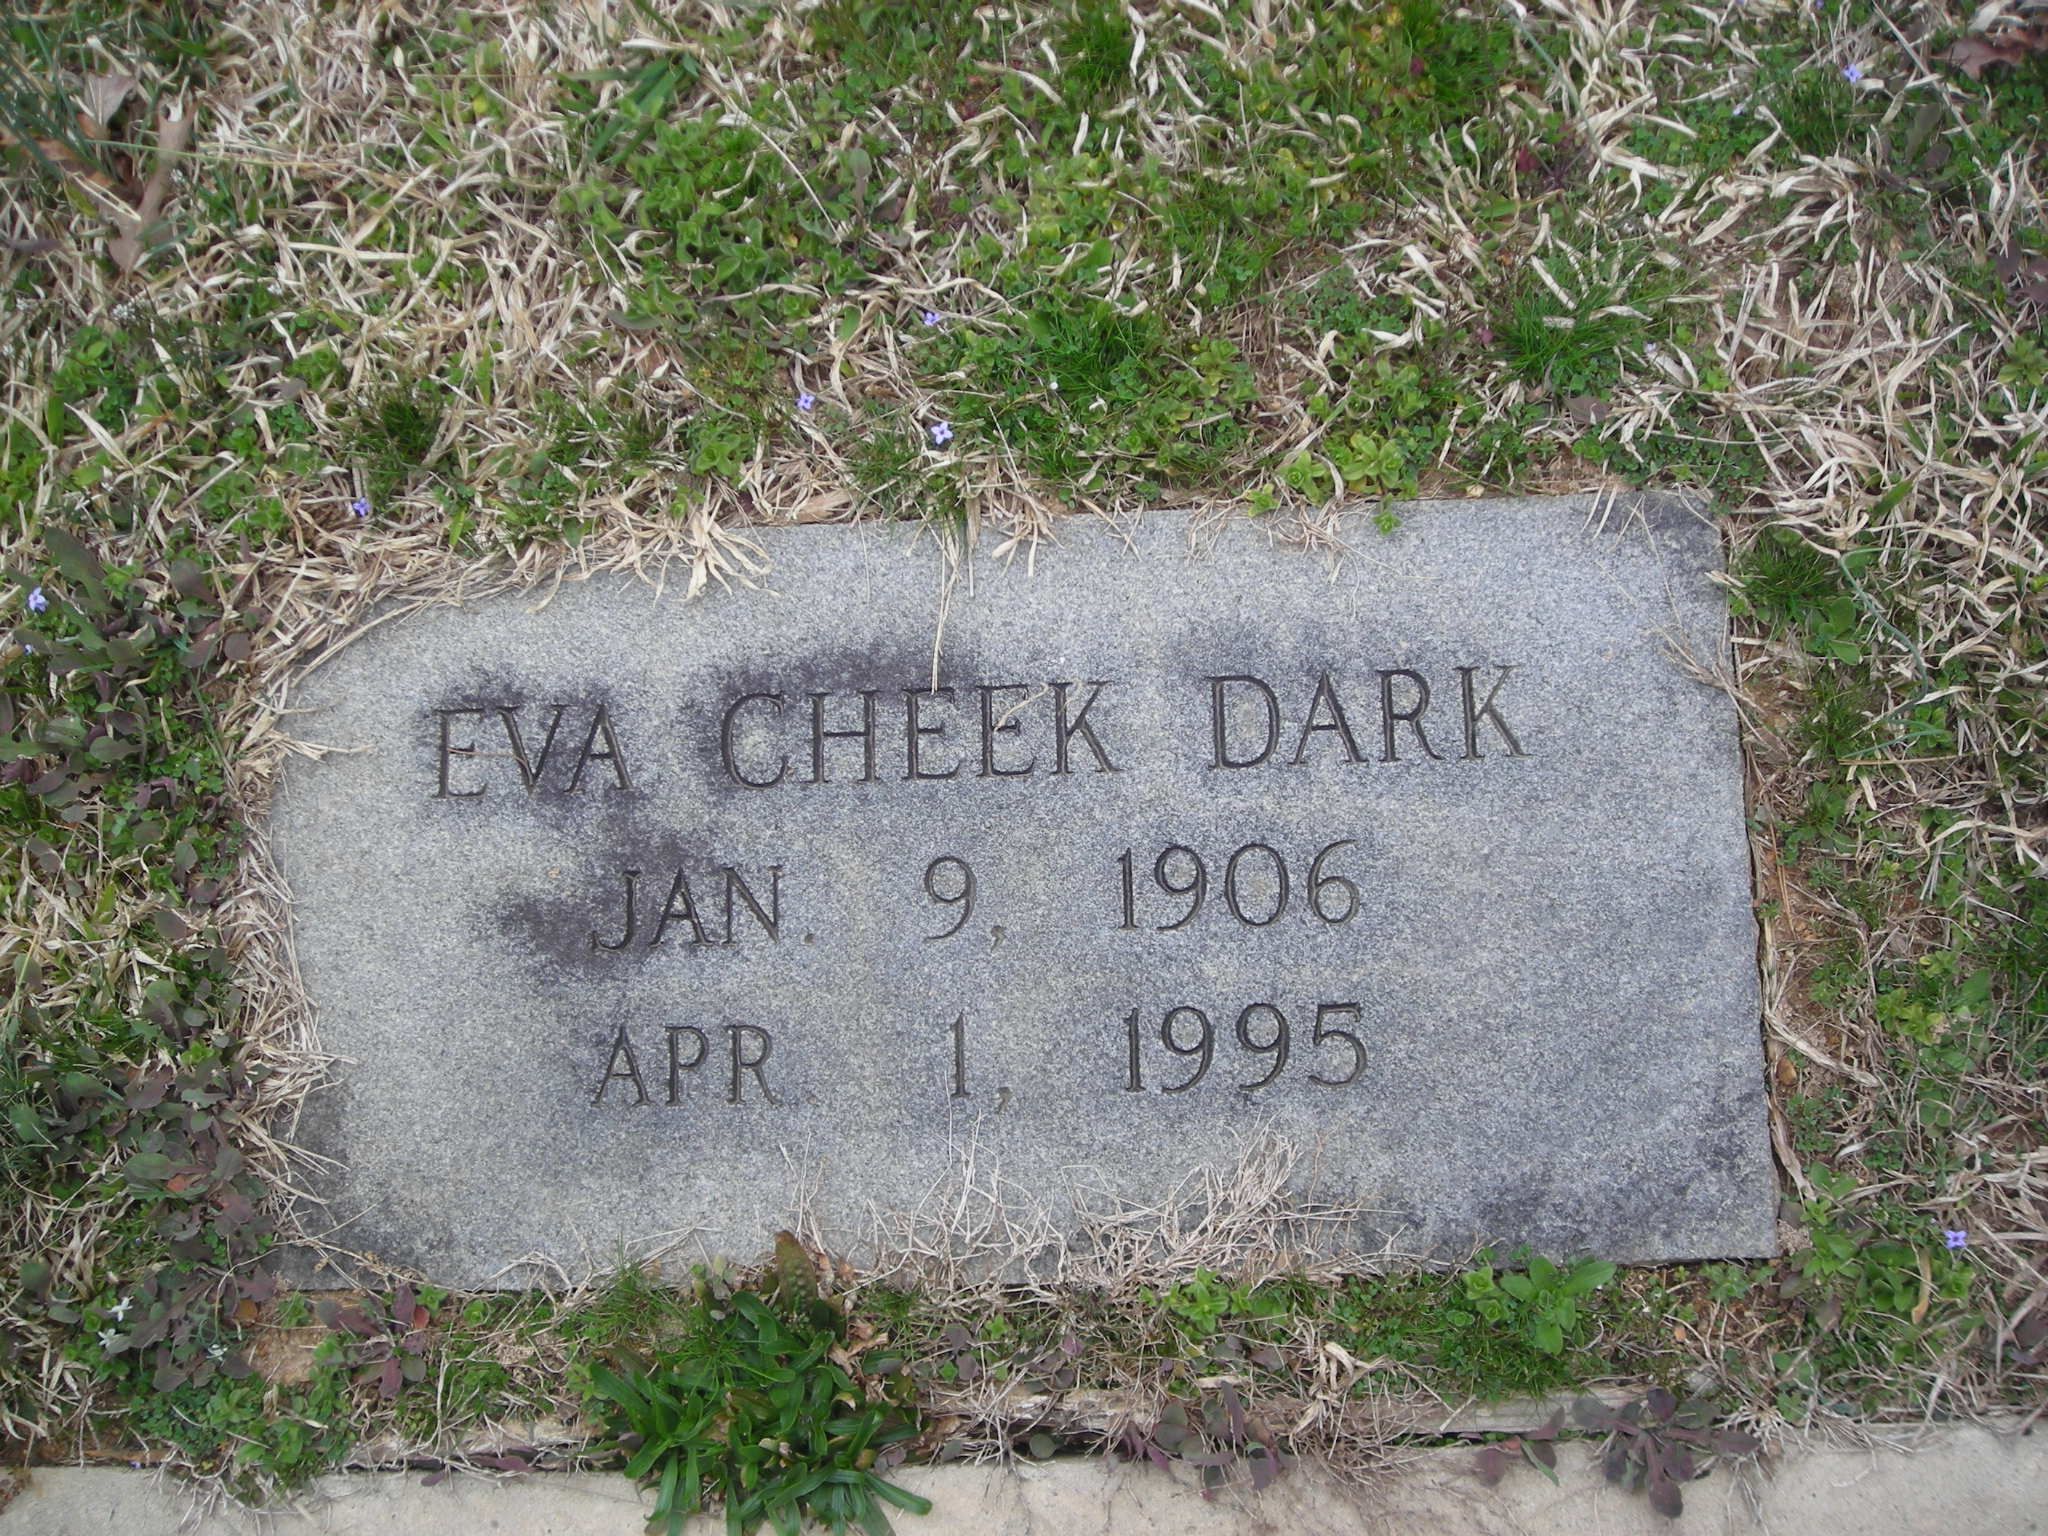 EVA CHEEK DARK
JAN. 9, 1906
APR. 1, 1995